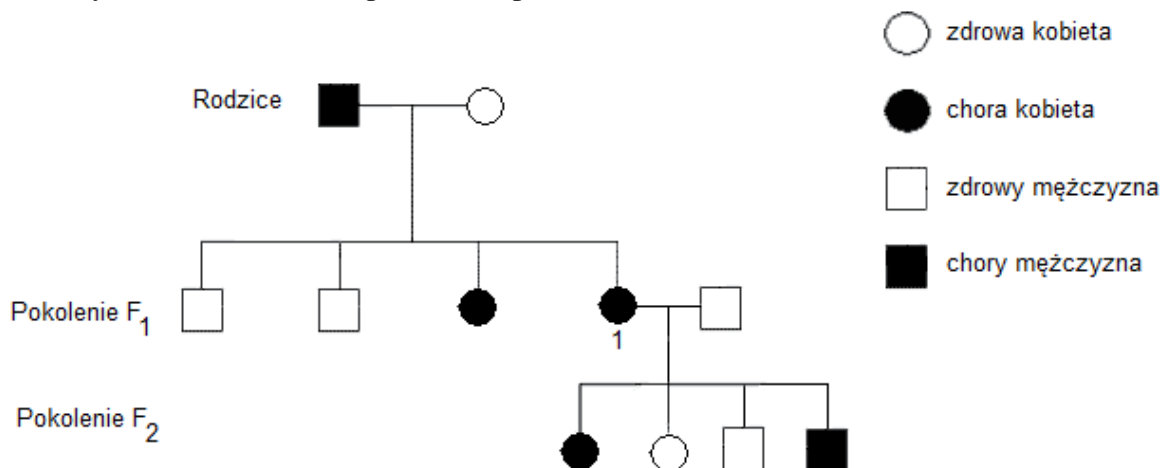 zdrowa kobieta
Rodzice
chora kobieta
zdrowy mężczyzna
chory mężczyzna
Pokolenie F1
1
Pokolenie F2